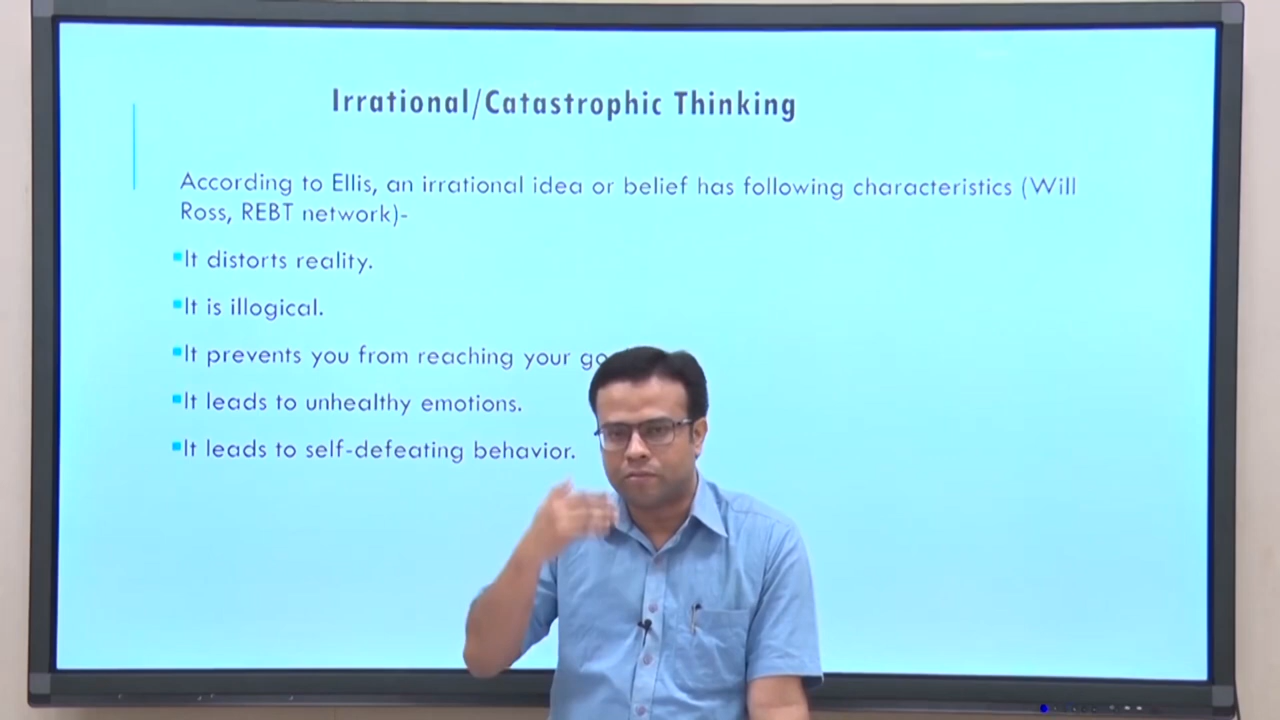 Irrational/Catastrophic Thinking
According to Ellis, an irrational idea or belief has following characteristics (Will
Ross, REBT network)-
▪It distorts reality.
▪It is illogical.
▪It prevents you from reaching your
▪It leads to unhealthy emotions.
▪It leads to self-defeating behavior.